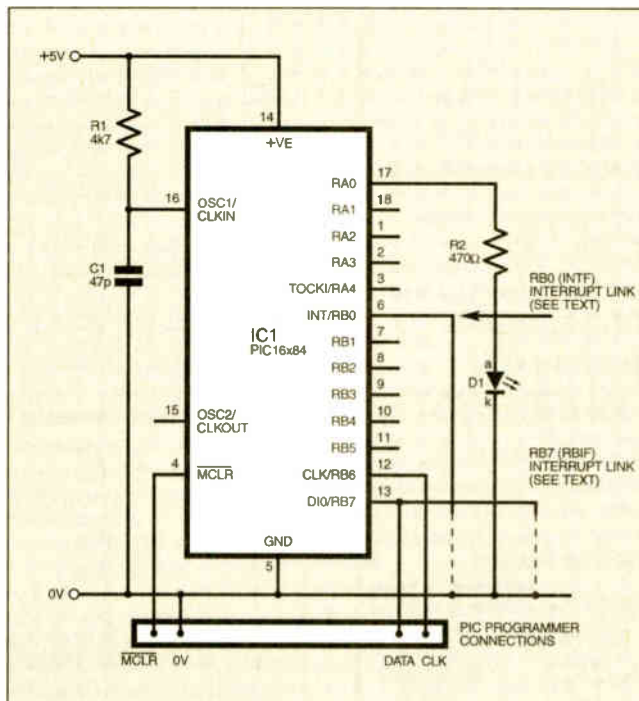 +5V
R1
4k7
14
+VE
16
OSC1/
CLKIN
C1
47p
IC1
PIC16x84
15
OSC2/
CLKOUT
4
MCLR
GND
5
RA0
17
RA1
18
RA2
1
RA3
2
TOCKI/RA4
3
INT/RB0
6
RB1
7
RB2
8
RB3
9
RB4
10
RB5
11
CLK/RB6
12
DI0/RB7
13
R2
470Ω
RB0 (INTF)
INTERRUPT LINK
(SEE TEXT)
a
D1
k
RB7 (RBIF)
INTERRUPT LINK
(SEE TEXT)
0V
PIC PROGRAMMER
CONNECTIONS
MCLR 0V DATA CLK